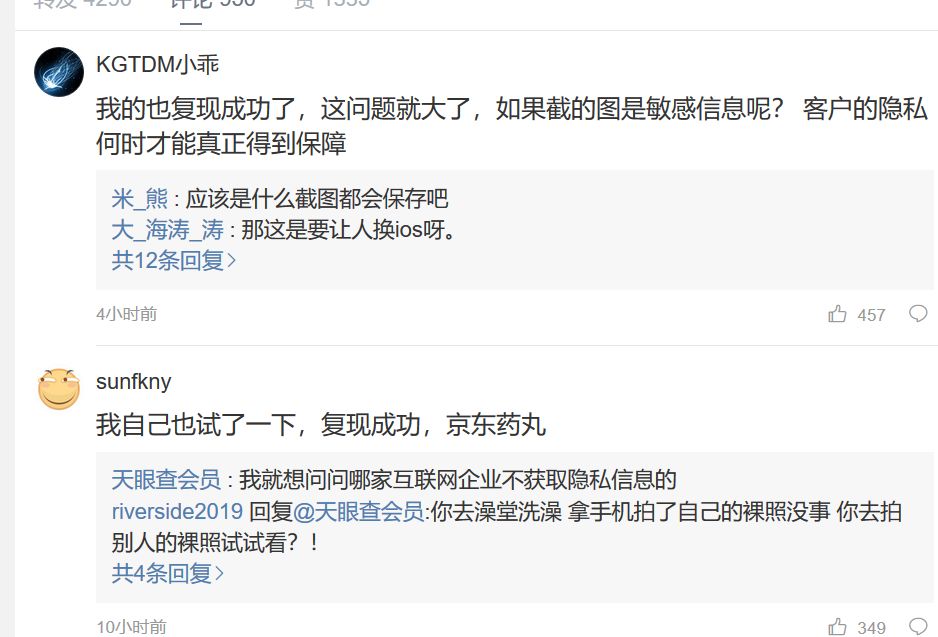 转发 4296 评论 550 赞 1355
KGTDM小乖
我的也复现成功了，这问题就大了，如果截的图是敏感信息呢？ 客户的隐私
何时才能真正得到保障
米_熊：应该是什么截图都会保存吧
大_海涛_涛：那这是要让人换ios呀。
共12条回复>
4小时前 457
sunfkny
我自己也试了一下，复现成功，京东药丸
天眼查会员：我就想问问哪家互联网企业不获取隐私信息的
riverside2019 回复@天眼查会员:你去澡堂洗澡 拿手机拍了自己的裸照没事 你去拍
别人的裸照试试看？！
共4条回复>
10小时前 349